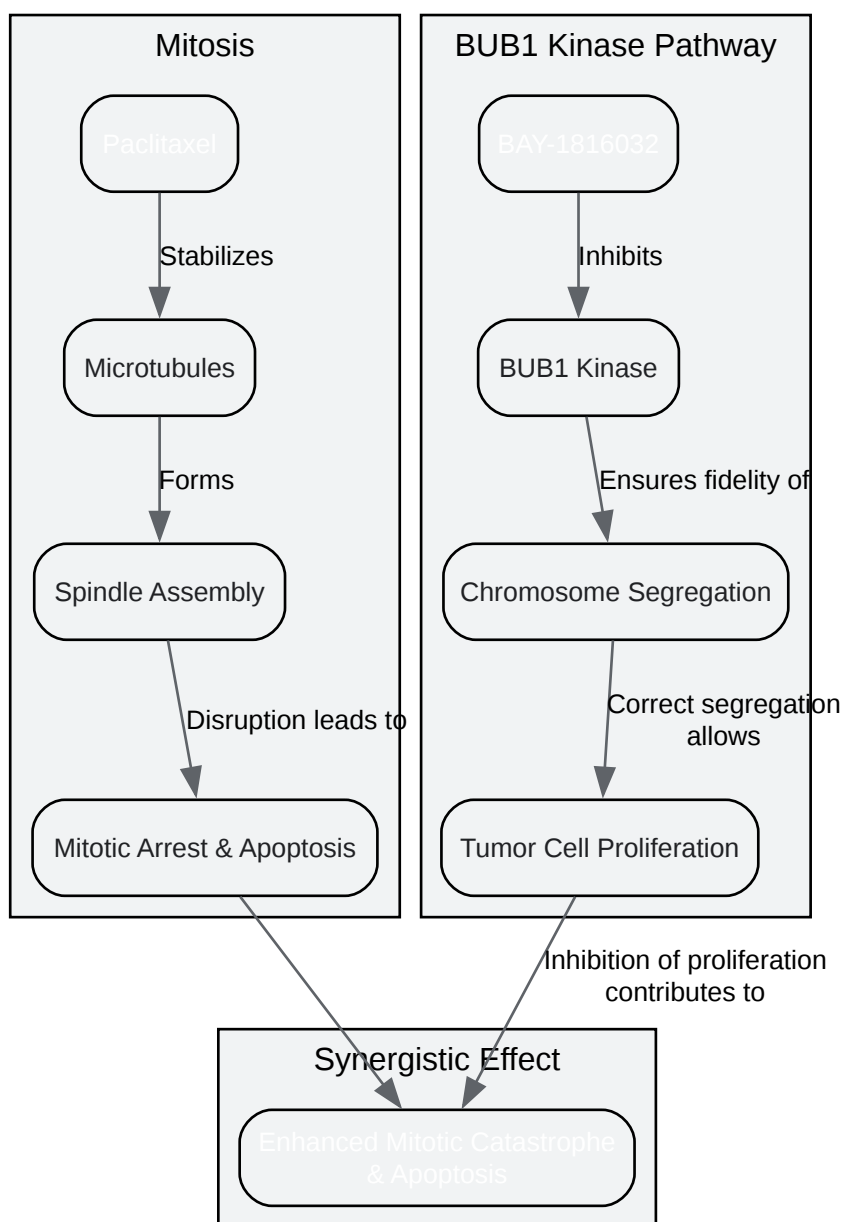 Mitosis
Paclitaxel
Stabilizes
Microtubules
Forms
Spindle Assembly
Disruption leads to
Mitotic Arrest & Apoptosis
BUB1 Kinase Pathway
BAY-1816032
Inhibits
BUB1 Kinase
Ensures fidelity of
Chromosome Segregation
Correct segregation
allows
Tumor Cell Proliferation
Inhibition of proliferation
contributes to
Synergistic Effect
Enhanced Mitotic Catastrophe
& Apoptosis